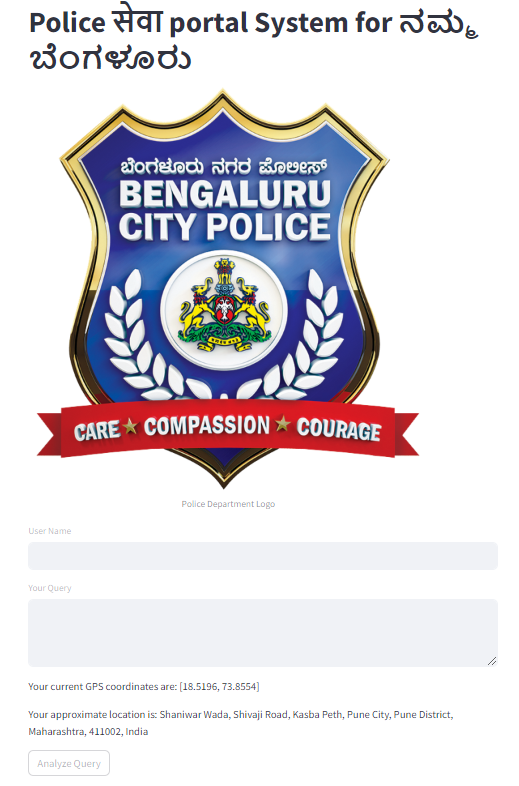 Police सेवा portal System for ನಮ್ಮ
ಬೆಂಗಳೂರು
ಬೆಂಗಳೂರು ನಗರ ಪೊಲೀಸ್
BENGALURU
CITY POLICE
CARE ★ COMPASSION ★ COURAGE
Police Department Logo
User Name
Your Query
Your current GPS coordinates are: [18.5196, 73.8554]
Your approximate location is: Shaniwar Wada, Shivaji Road, Kasba Peth, Pune City, Pune District,
Maharashtra, 411002, India
Analyze Query